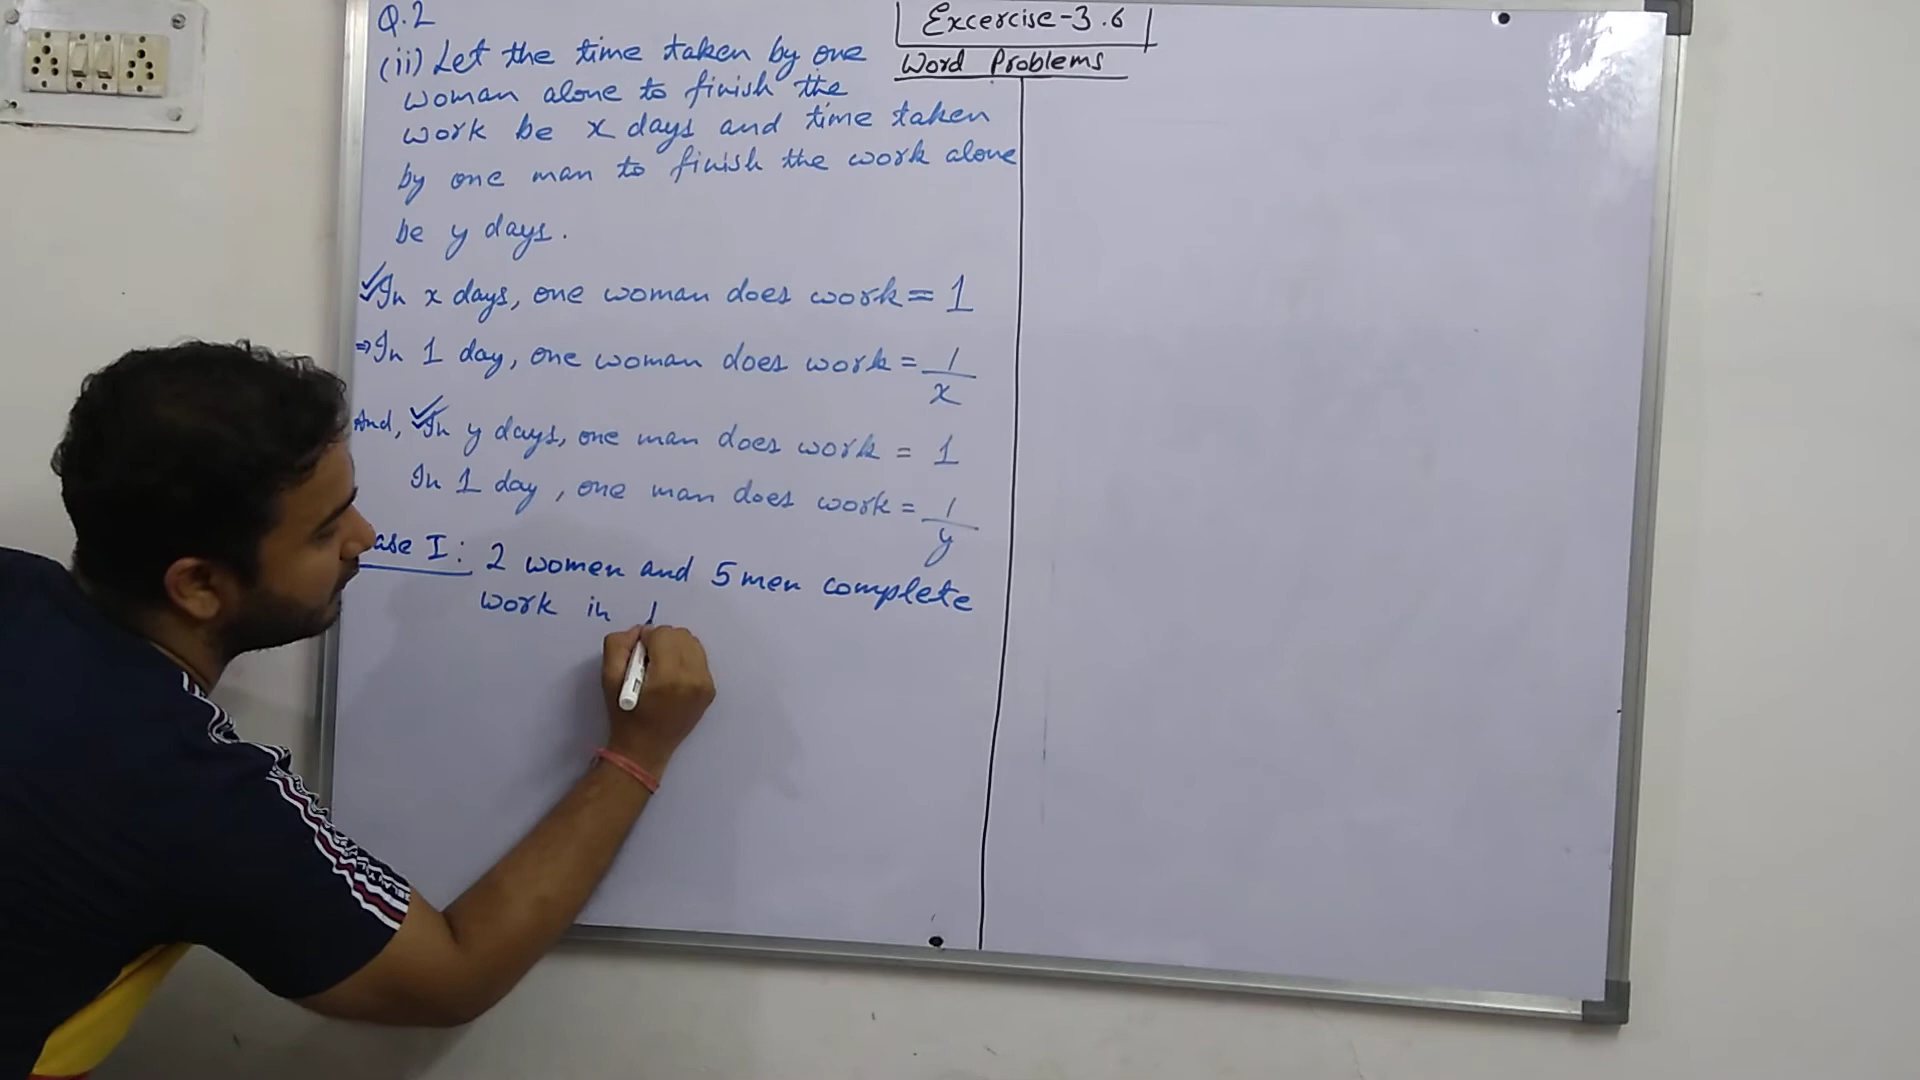 Q.2
Excercise-3.6
Word Problems
(ii) Let the time taken by one
woman alone to finish the
work be x days and time taken
by one man to finish the work alone
be y days.
In x days, one woman does work = 1
⇒ In 1 day, one woman does work = 1/x
And, In y days, one man does work = 1
In 1 day, one man does work = 1/y
ase I: 2 women and 5 men complete
work in